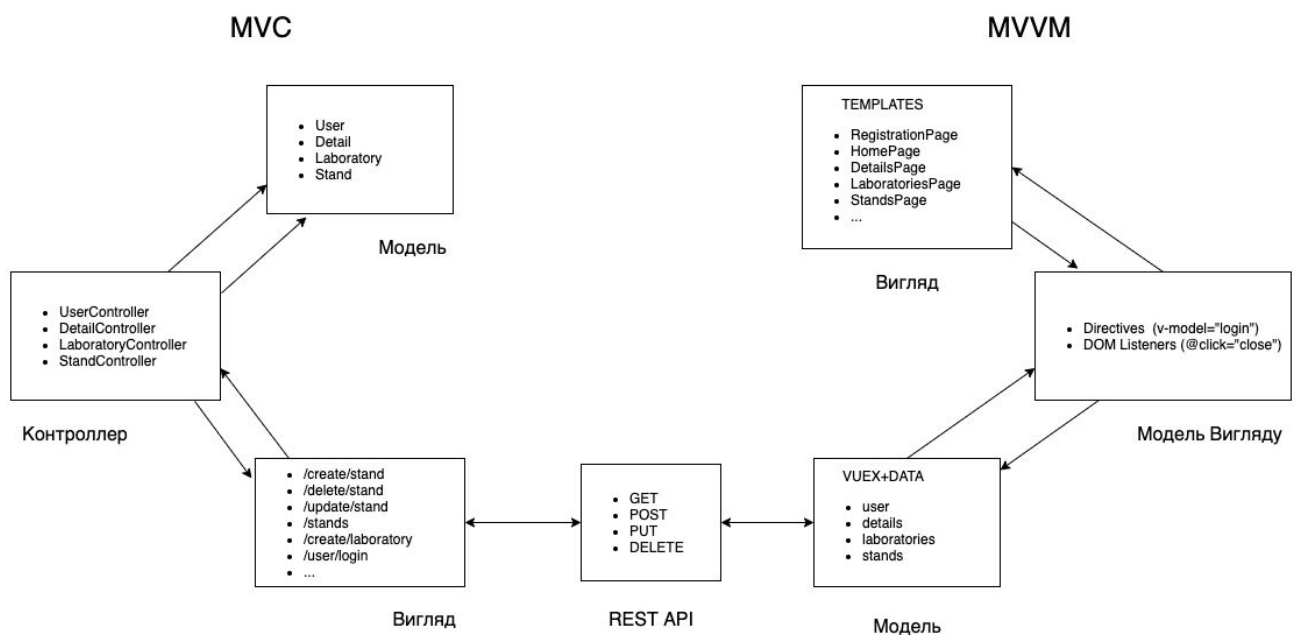 MVC
MVVM
• User
• Detail
• Laboratory
• Stand
Модель
TEMPLATES
• RegistrationPage
• HomePage
• DetailsPage
• LaboratoriesPage
• StandsPage
• ...
Вигляд
• UserController
• DetailController
• LaboratoryController
• StandController
Контроллер
• Directives (v-model="login")
• DOM Listeners (@click="close")
Модель Вигляду
• /create/stand
• /delete/stand
• /update/stand
• /stands
• /create/laboratory
• /user/login
• ...
Вигляд
• GET
• POST
• PUT
• DELETE
REST API
VUEX+DATA
• user
• details
• laboratories
• stands
Модель